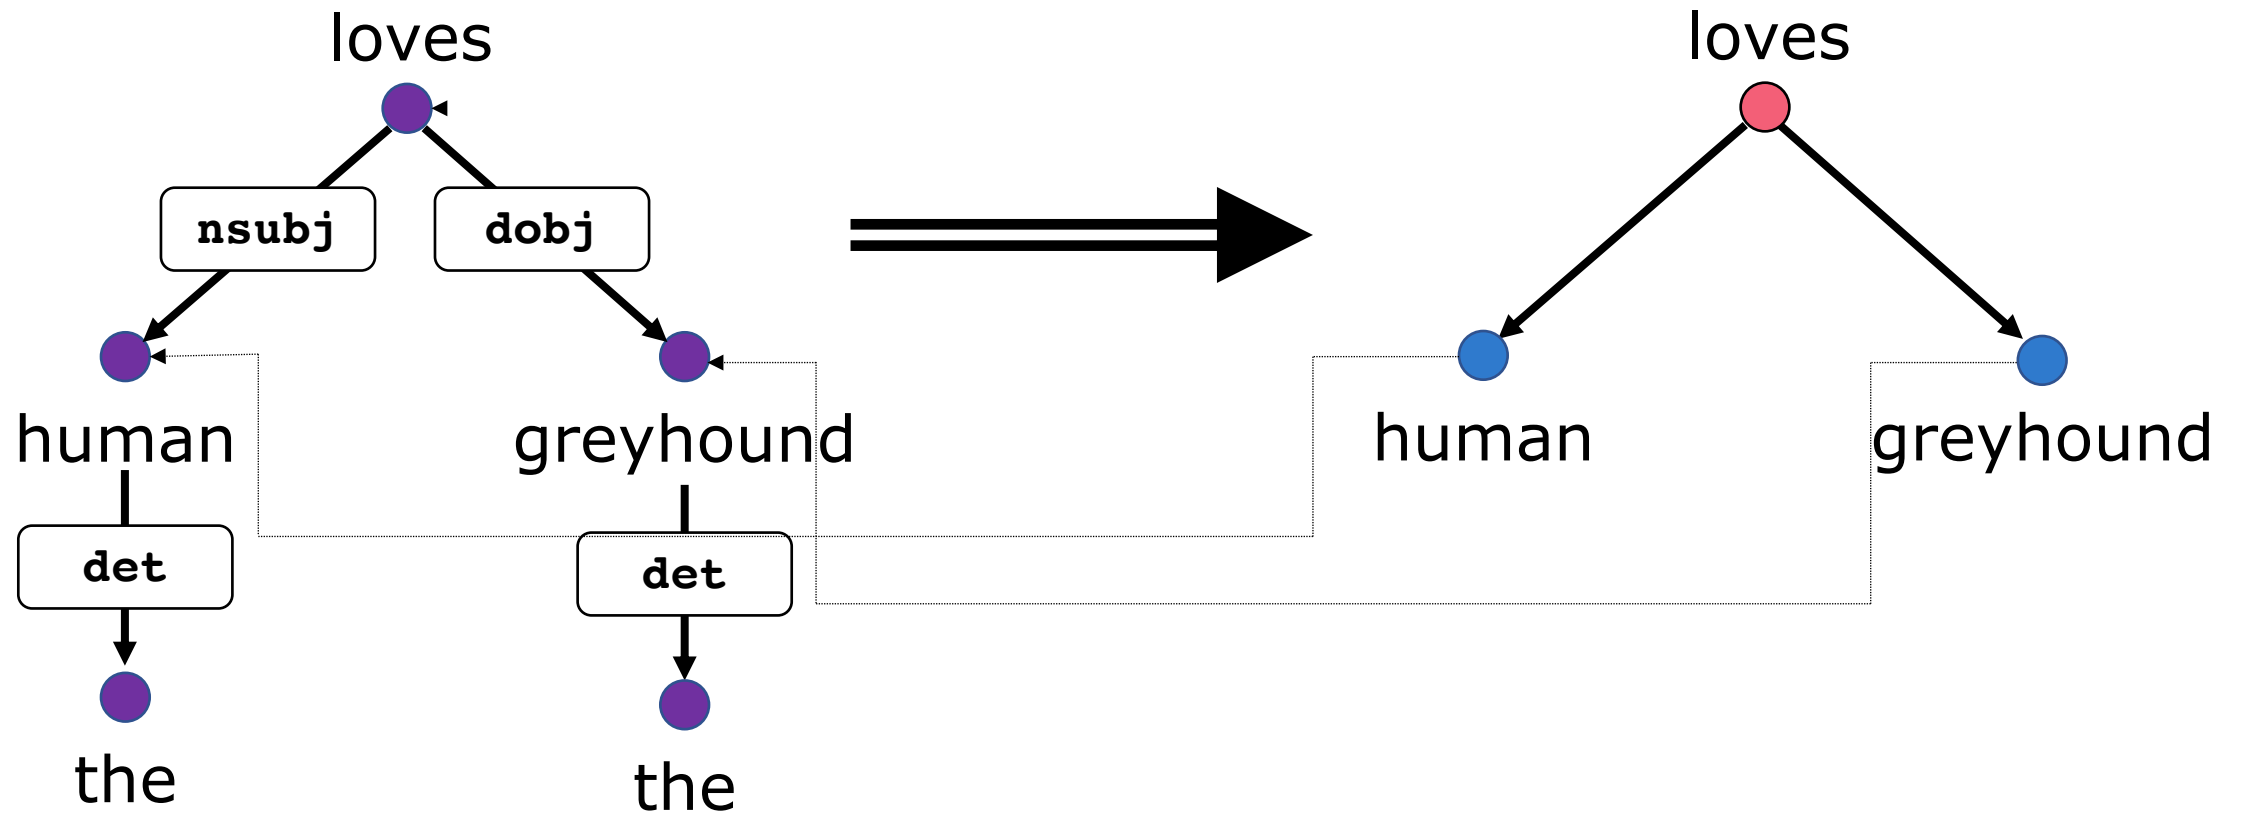 loves
nsubj
dobj
human
greyhound
det
det
the
the
loves
human
greyhound